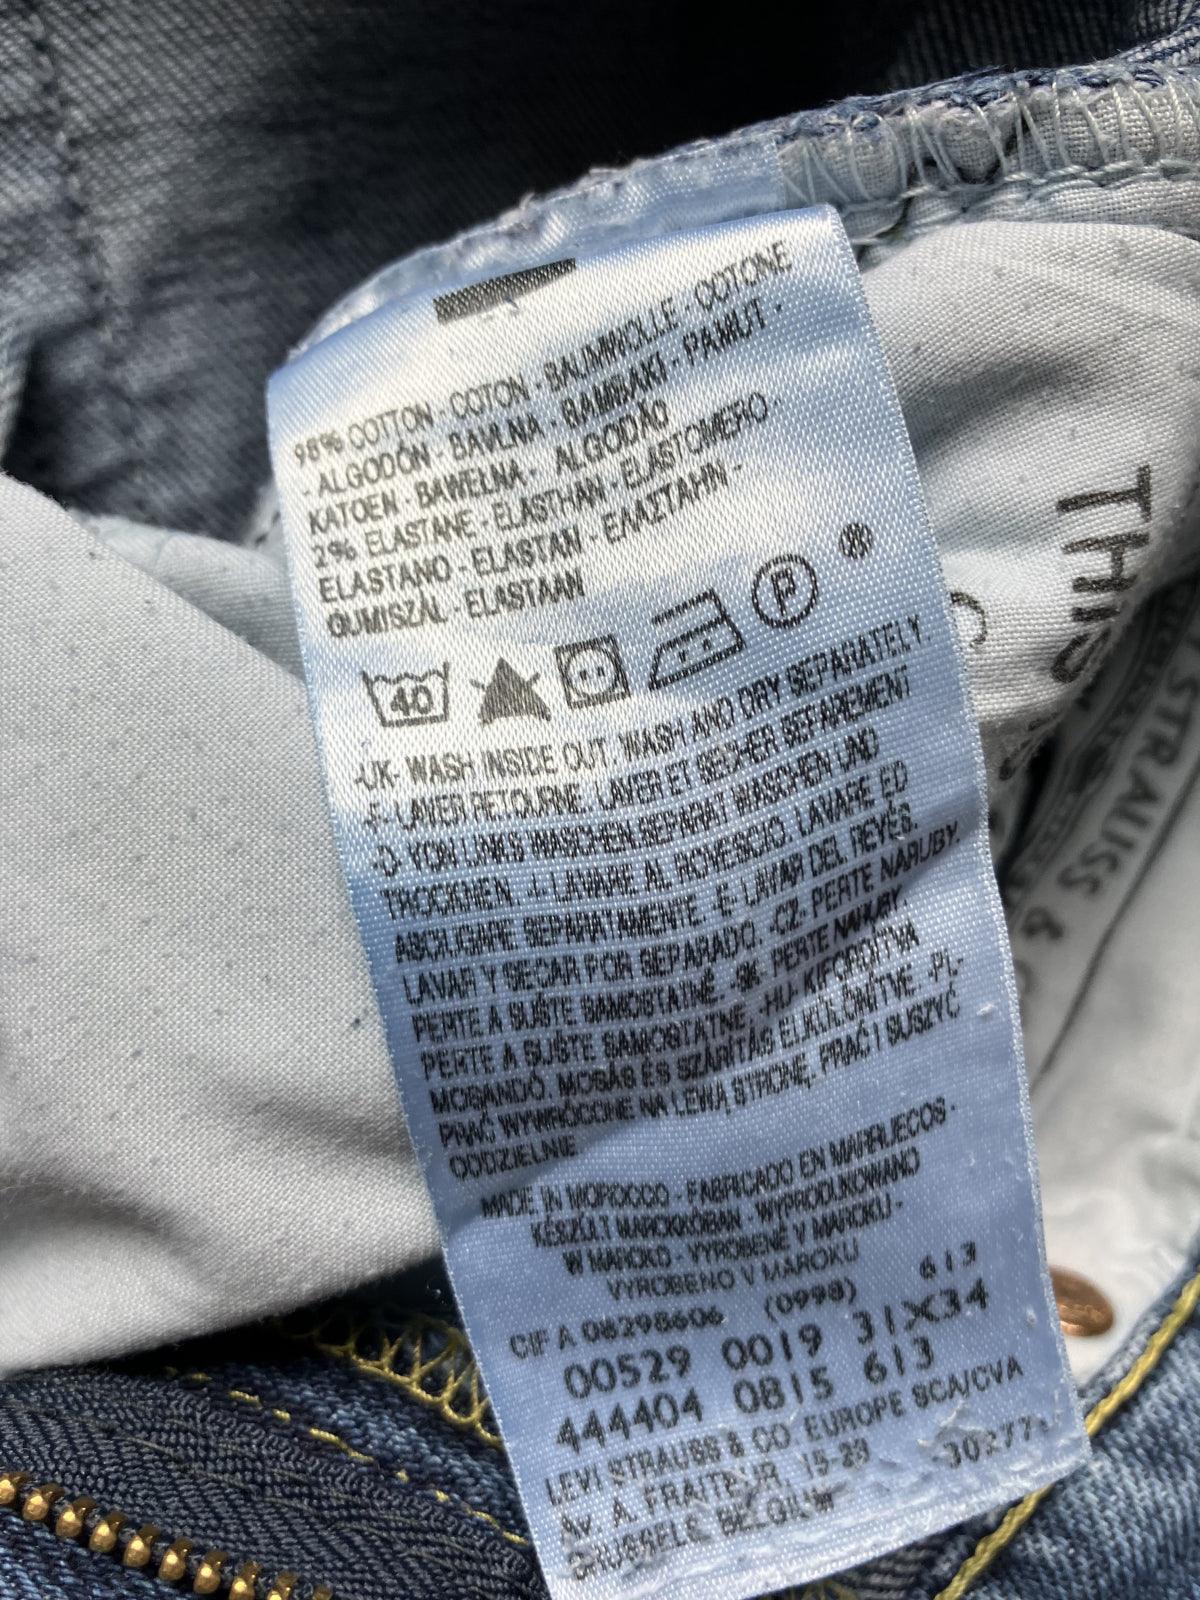 98% COTTON - COTON - BAUMWOLLE - COTONE
- ALGODÓN - BAVLNA - BAMBAKI - PAMUT -
KATOEN - BAWELNA - ALGODÃO
2% ELASTANE - ELASTHAN - ELASTOMERO -
ELASTANO - ELASTAN - ΕΛΑΣΤΑΗΝ -
GUMISZÁL - ELASTAAN
40
P
®
-UK- WASH INSIDE OUT. WASH AND DRY SEPARATELY.
-F- LAVER RETOURNE. LAVER ET SECHER SEPAREMENT
-D- VON LINKS WASCHEN. SEPARAT WASCHEN UND
TROCKNEN -I- LAVARE AL ROVESCIO. LAVARE ED
ASCIUGARE SEPARATAMENTE -E- LAVAR DEL REVÉS.
LAVAR Y SECAR POR SEPARADO. -CZ- PERTE NARUBY.
PERTE A SUŠTE SAMOSTATNĚ. -SK- PERTE NARUBY.
PERTE A SUŠTE SAMOSTATNE -HU- KIFORDÍTVA
MOSANDÓ. MOSÁS ÉS SZÁRÍTÁS ELKÜLÖNÍTVE. -PL-
PRAĆ WYWRÓCONE NA LEWĄ STRONĘ. PRAĆ I SUSZYĆ
ODDZIELNIE
MADE IN MOROCCO - FABRICADO EN MARRUECOS -
KÉSZÜLT MAROKKÓBAN - WYPRODUKOWANO
W MAROKO - VYROBENÉ V MAROKU -
VYROBENO V MAROKU
CIF A 08298606 (0998) 613
00529 0019 31X34
444404 0815 613
LEVI STRAUSS & CO. EUROPE SCA/CVA
AV. A. FRAITEUR, 15-23
BRUSSELS, BELGIUM
THIS
STRAUSS &